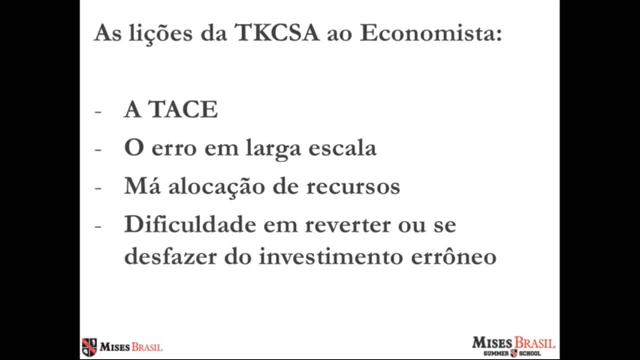 As lições da TKCSA ao Economista:
- A TACE
- O erro em larga escala
- Má alocação de recursos
- Dificuldade em reverter ou se
desfazer do investimento errôneo
MISES BRASIL
MISES BRASIL
SUMMER SCHOOL